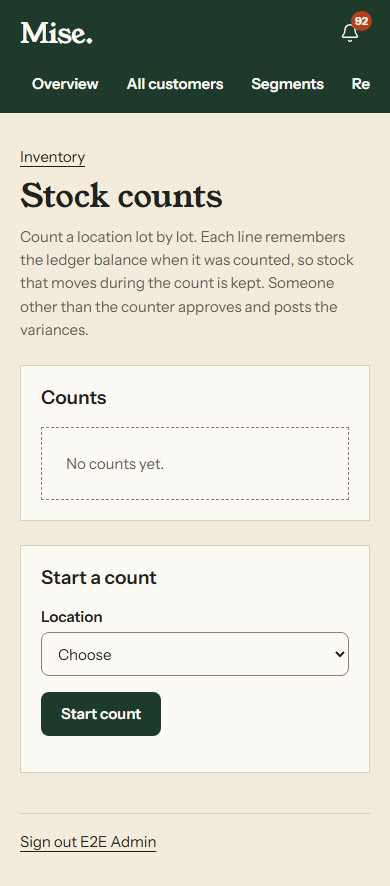 Mise.
92
Overview All customers Segments Re
Inventory
Stock counts
Count a location lot by lot. Each line remembers
the ledger balance when it was counted, so stock
that moves during the count is kept. Someone
other than the counter approves and posts the
variances.
Counts
No counts yet.
Start a count
Location
Choose
Start count
Sign out E2E Admin